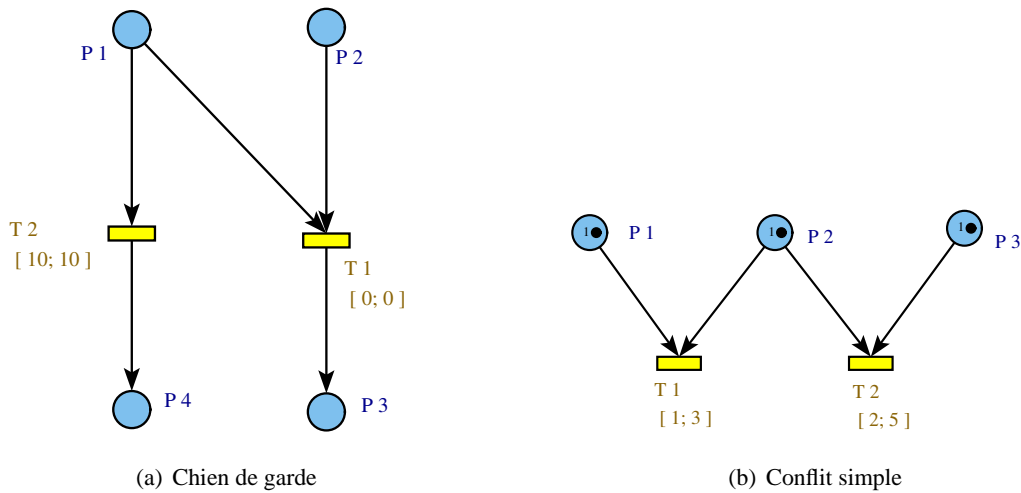 P 1
P 2
T 2
[ 10; 10 ]
T 1
[ 0; 0 ]
P 4
P 3
(a) Chien de garde
1
P 1
1
P 2
1
P 3
T 1
[ 1; 3 ]
T 2
[ 2; 5 ]
(b) Conflit simple